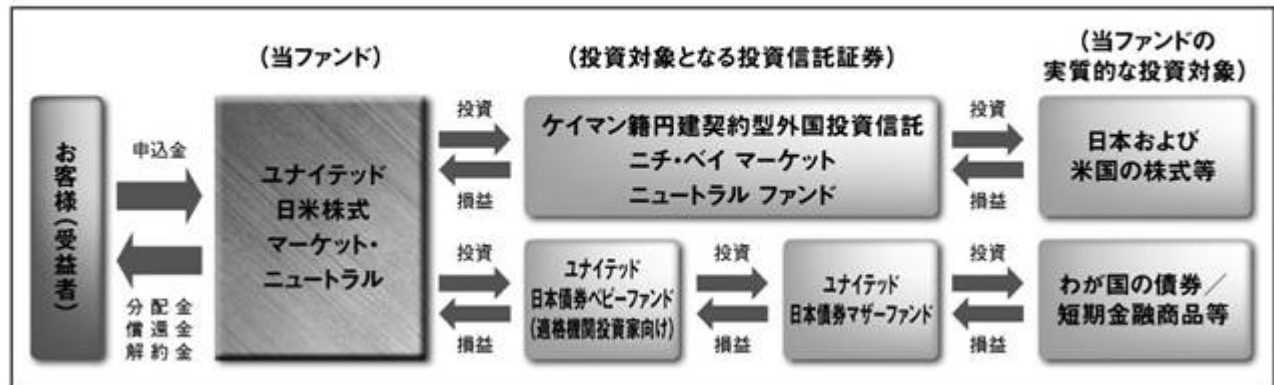 (当ファンド)
(投資対象となる投資信託証券)
(当ファンドの
実質的な投資対象)
お客様(受益者)
申込金
分配金
償還金
解約金
ユナイテッド
日米株式
マーケット・
ニュートラル
投資
損益
ケイマン籍円建契約型外国投資信託
ニチ・ベイ マーケット
ニュートラル ファンド
投資
損益
日本および
米国の株式等
投資
損益
ユナイテッド
日本債券ベビーファンド
(適格機関投資家向け)
投資
損益
ユナイテッド
日本債券マザーファンド
投資
損益
わが国の債券/
短期金融商品等